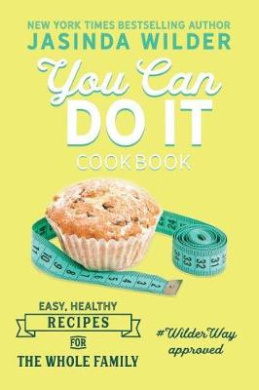 NEW YORK TIMES BESTSELLING AUTHOR
JASINDA WILDER
You Can
DO IT
COOKBOOK
EASY, HEALTHY
RECIPES
FOR
THE WHOLE FAMILY
#WilderWay
approved